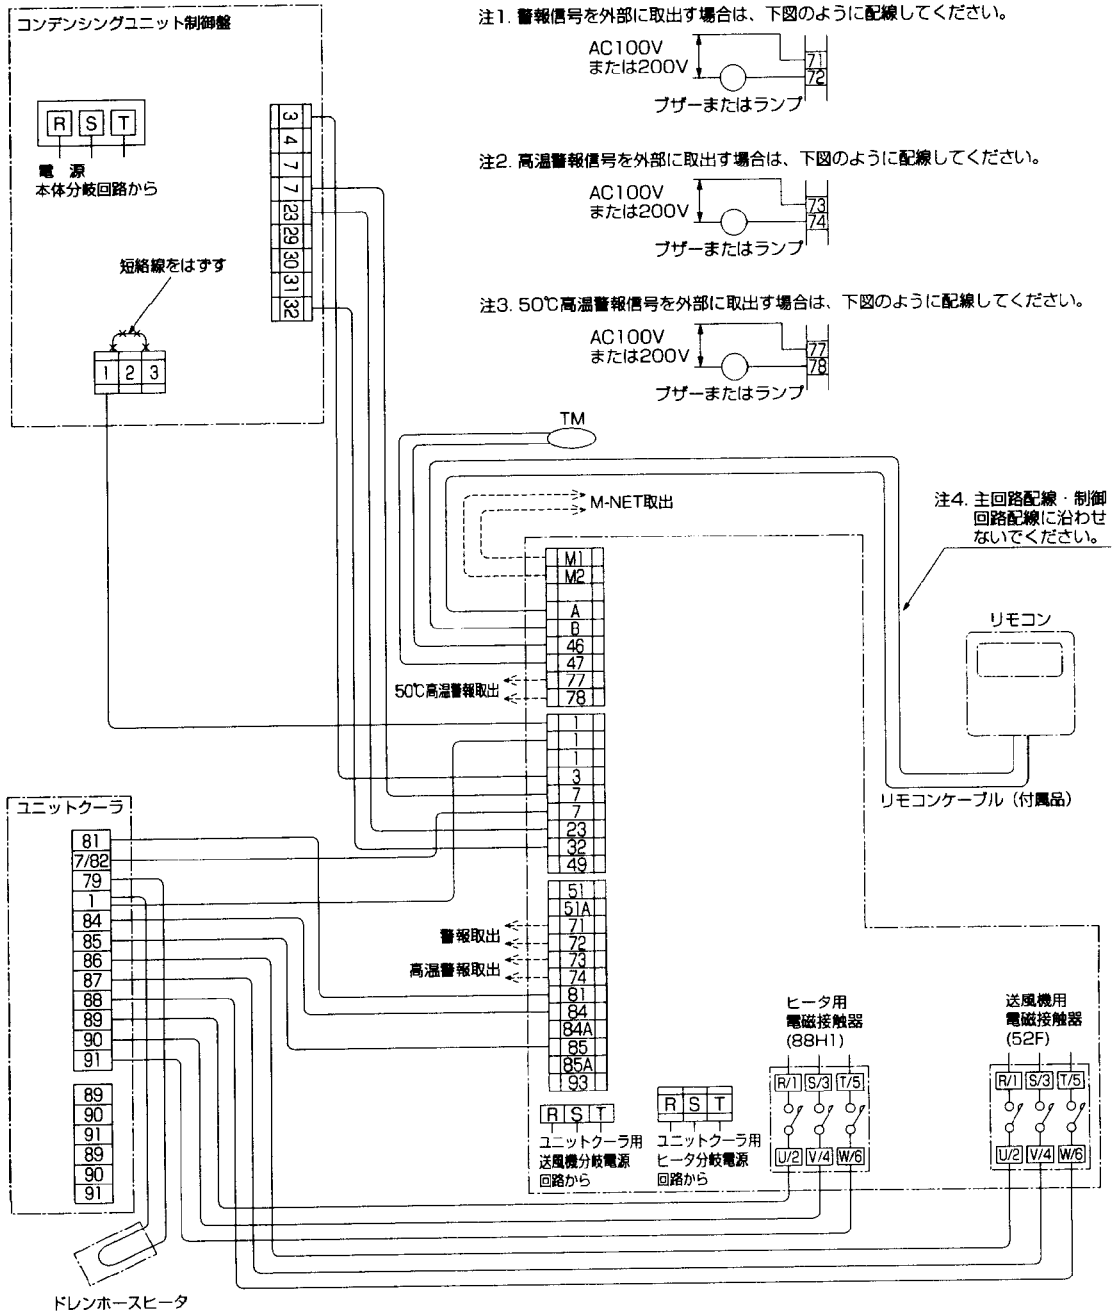 コンデンシングユニット制御盤
R S T
電　源
本体分岐回路から
短絡線をはずす
1 2 3
3
4
7
7
23
29
30
31
32
注1. 警報信号を外部に取出す場合は、下図のように配線してください。
AC100V
または200V
71
72
ブザーまたはランプ
注2. 高温警報信号を外部に取出す場合は、下図のように配線してください。
AC100V
または200V
73
74
ブザーまたはランプ
注3. 50℃高温警報信号を外部に取出す場合は、下図のように配線してください。
AC100V
または200V
77
78
ブザーまたはランプ
TM
M-NET取出
注4. 主回路配線・制御
回路配線に沿わせ
ないでください。
リモコン
リモコンケーブル（付属品）
M1
M2
A
B
46
47
77
78
50℃高温警報取出
1
1
1
3
7
7
23
32
49
51
51A
71
72
73
74
81
84
84A
85
85A
93
警報取出
高温警報取出
ユニットクーラ
81
7/82
79
1
84
85
86
87
88
89
90
91
89
90
91
89
90
91
ドレンホースヒータ
R S T
ユニットクーラ用
送風機分岐電源
回路から
R S T
ユニットクーラ用
ヒータ分岐電源
回路から
ヒータ用
電磁接触器
(88H1)
R/1 S/3 T/5
U/2 V/4 W/6
送風機用
電磁接触器
(52F)
R/1 S/3 T/5
U/2 V/4 W/6